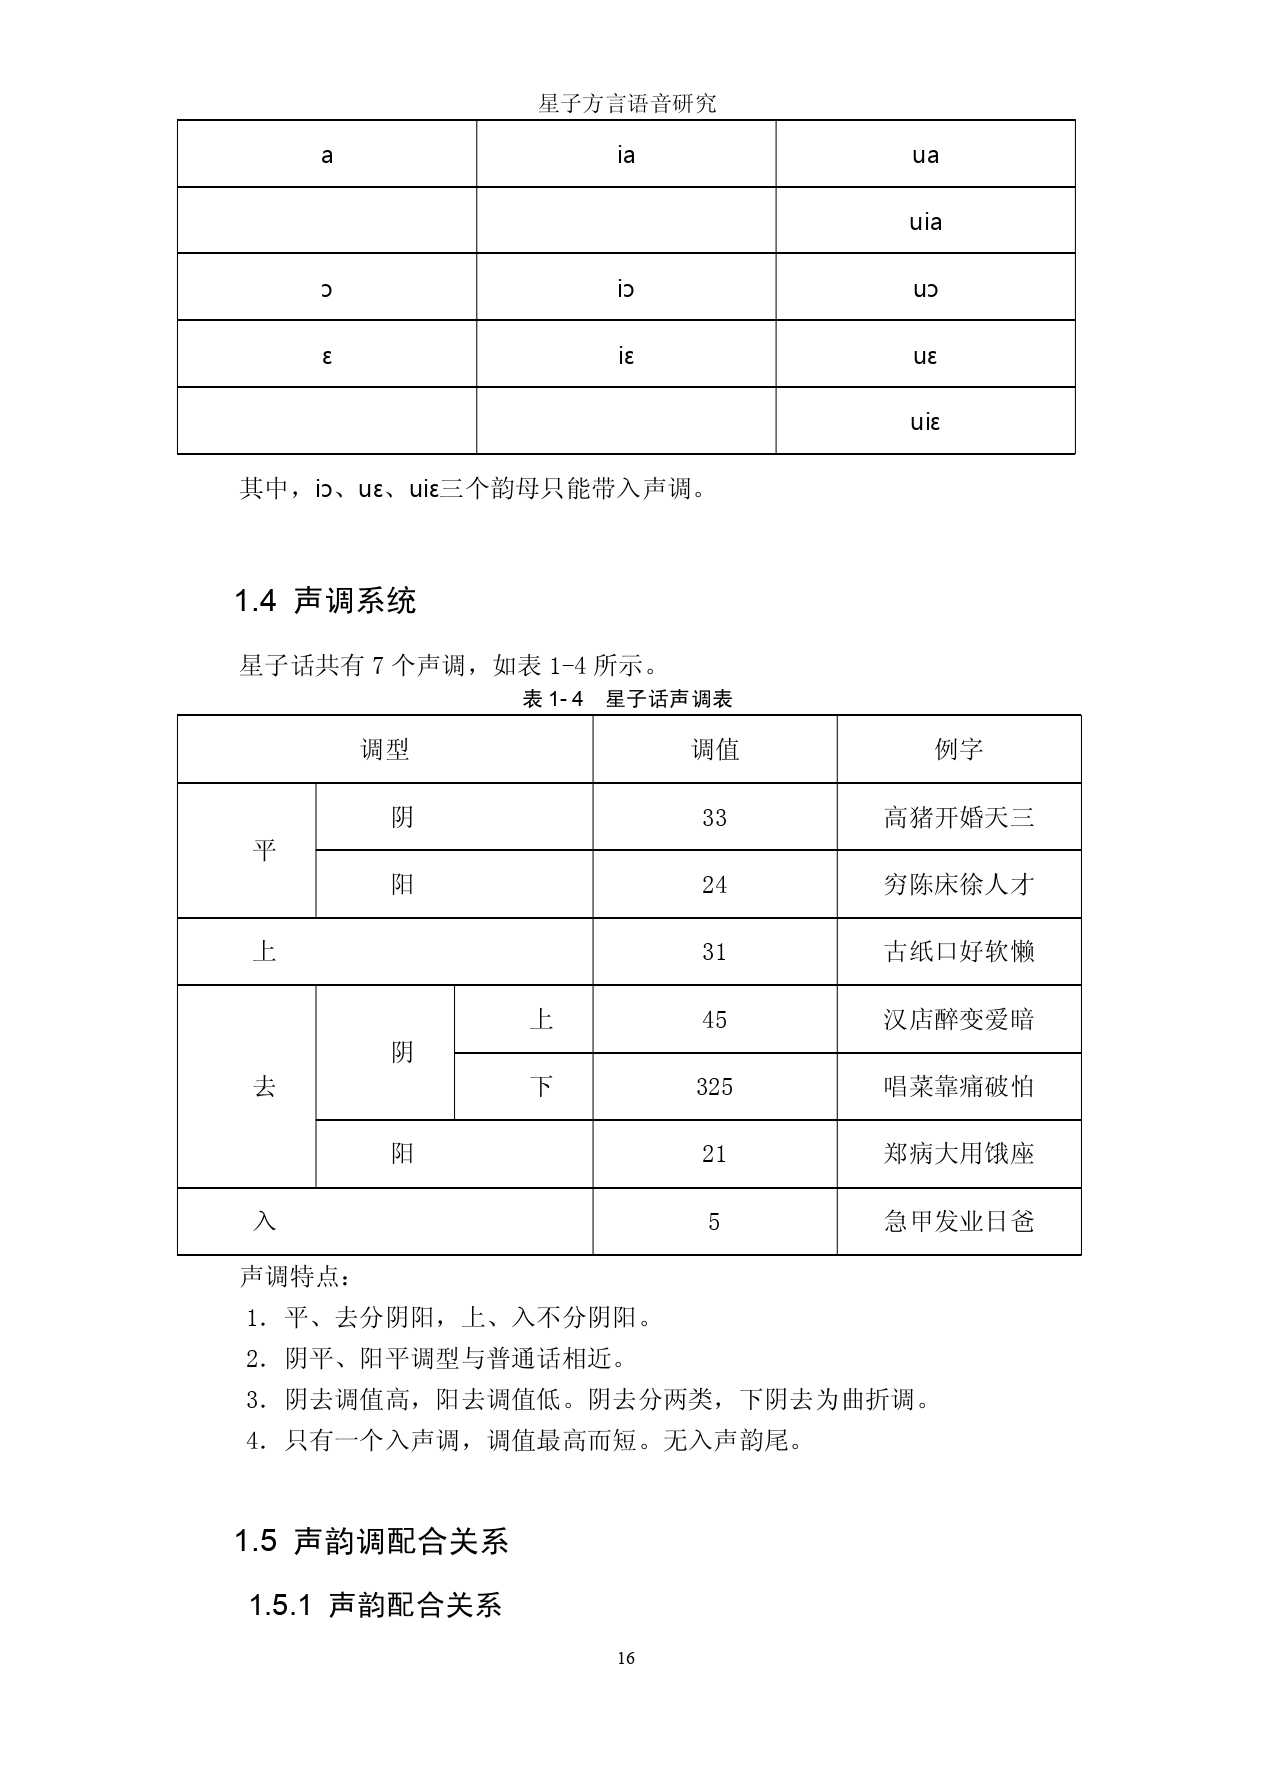 星子方言语音研究
a ia ua
uia
ɔ iɔ uɔ
ɛ iɛ uɛ
uiɛ
其中，iɔ、uɛ、uiɛ三个韵母只能带入声调。
1.4 声调系统
星子话共有 7 个声调，如表 1-4 所示。
表 1-4 星子话声调表
调型 调值 例字
平 阴 33 高猪开婚天三
阳 24 穷陈床徐人才
上 31 古纸口好软懒
去 阴 上 45 汉店醉变爱暗
下 325 唱菜靠痛破怕
阳 21 郑病大用饿座
入 5 急甲发业日爸
声调特点：
1. 平、去分阴阳，上、入不分阴阳。
2. 阴平、阳平调型与普通话相近。
3. 阴去调值高，阳去调值低。阴去分两类，下阴去为曲折调。
4. 只有一个入声调，调值最高而短。无入声韵尾。
1.5 声韵调配合关系
1.5.1 声韵配合关系
16